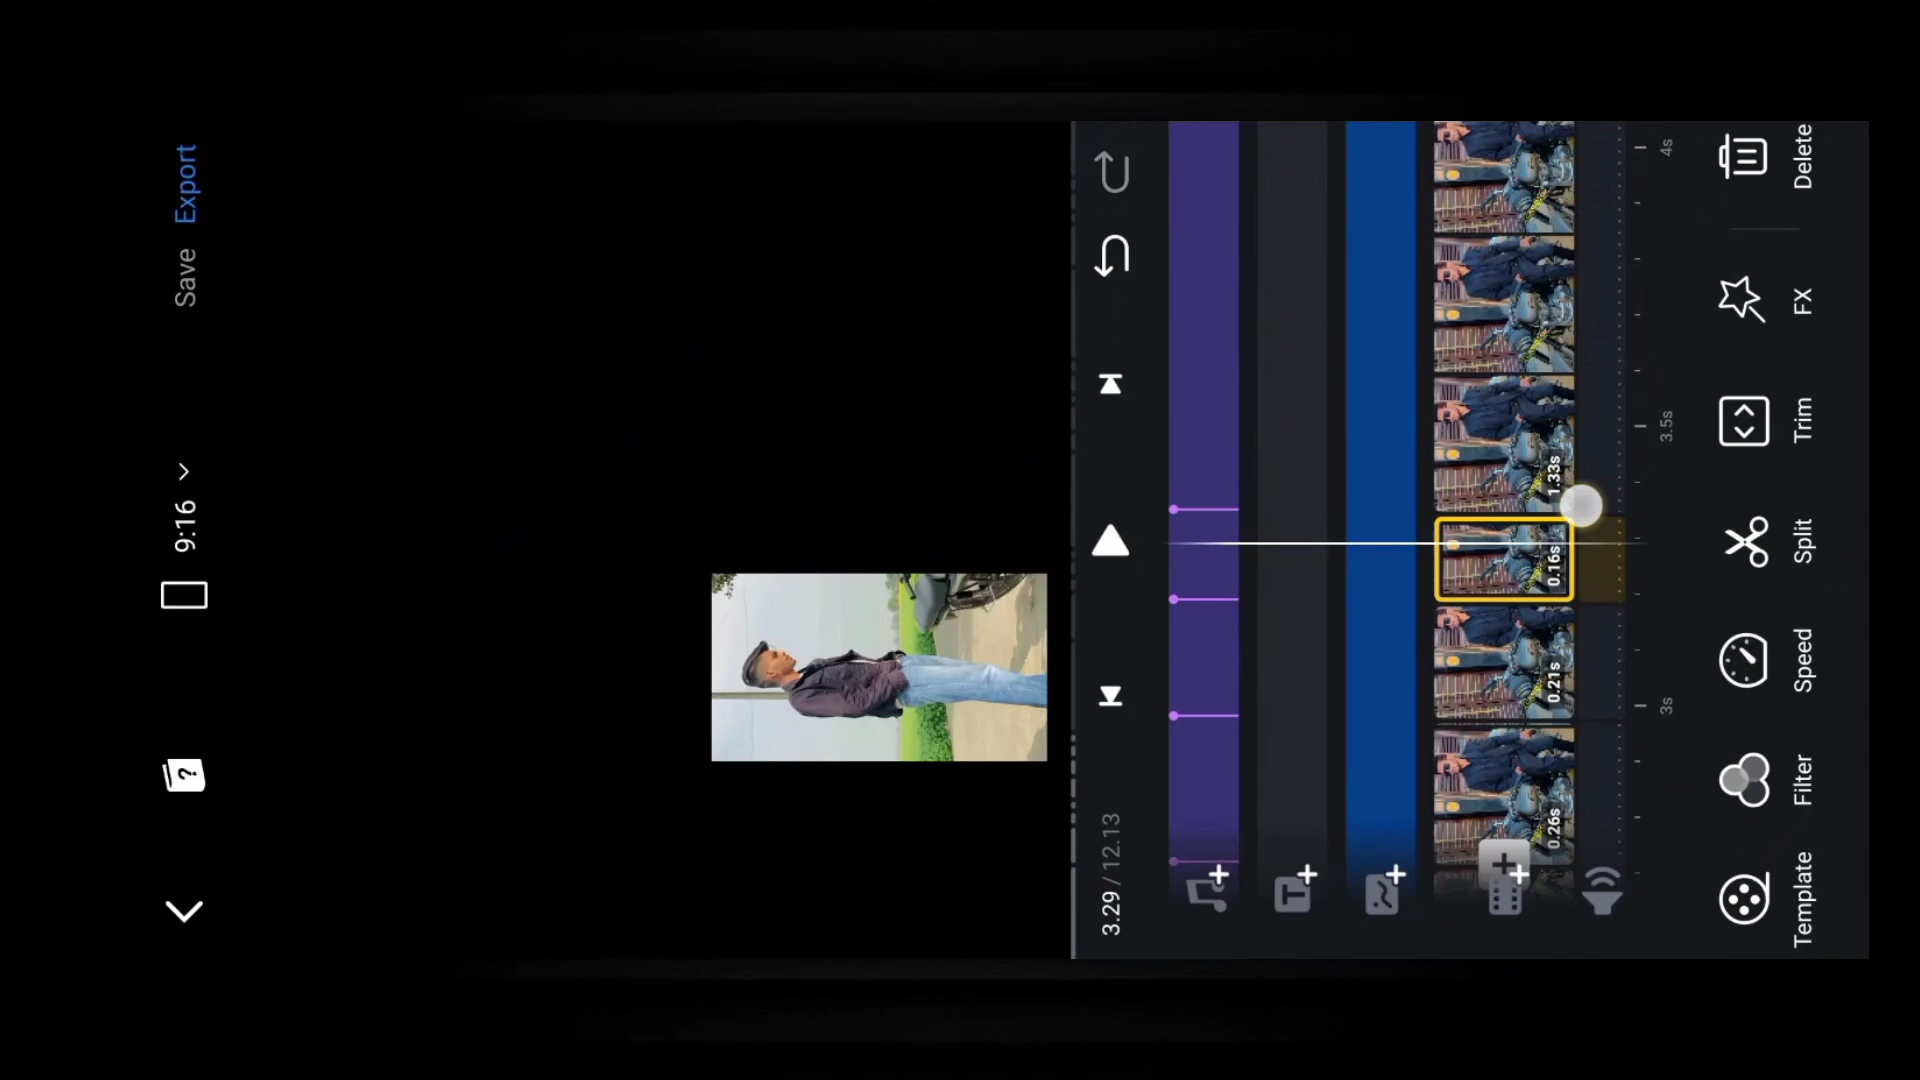 9:16
Save Export
3.29 / 12.13
T
0.26s 0.21s 0.16s 1.33s
3s 3.5s 4s
Template Filter Speed Split Trim FX Delete